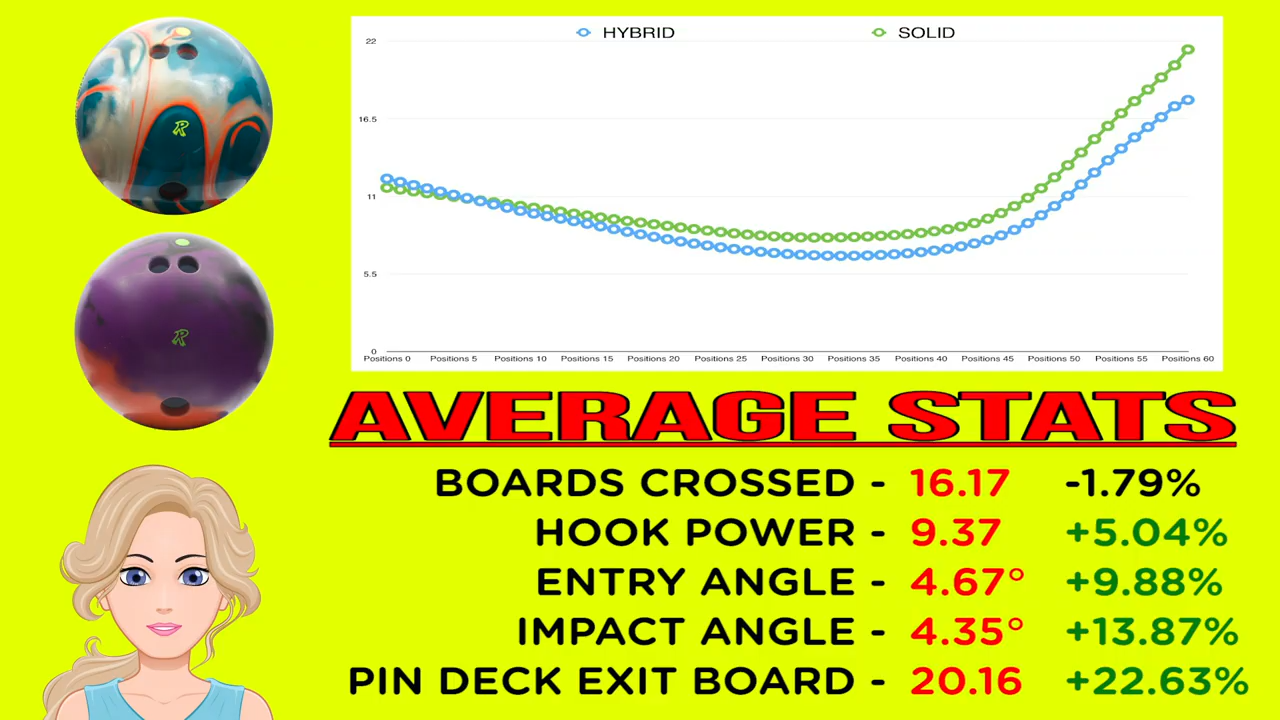 HYBRID SOLID
22
16.5
11
5.5
0
Positions 0 Positions 5 Positions 10 Positions 15 Positions 20 Positions 25 Positions 30 Positions 35 Positions 40 Positions 45 Positions 50 Positions 55 Positions 60
R
R
AVERAGE STATS
BOARDS CROSSED - 16.17 -1.79%
HOOK POWER - 9.37 +5.04%
ENTRY ANGLE - 4.67° +9.88%
IMPACT ANGLE - 4.35° +13.87%
PIN DECK EXIT BOARD - 20.16 +22.63%